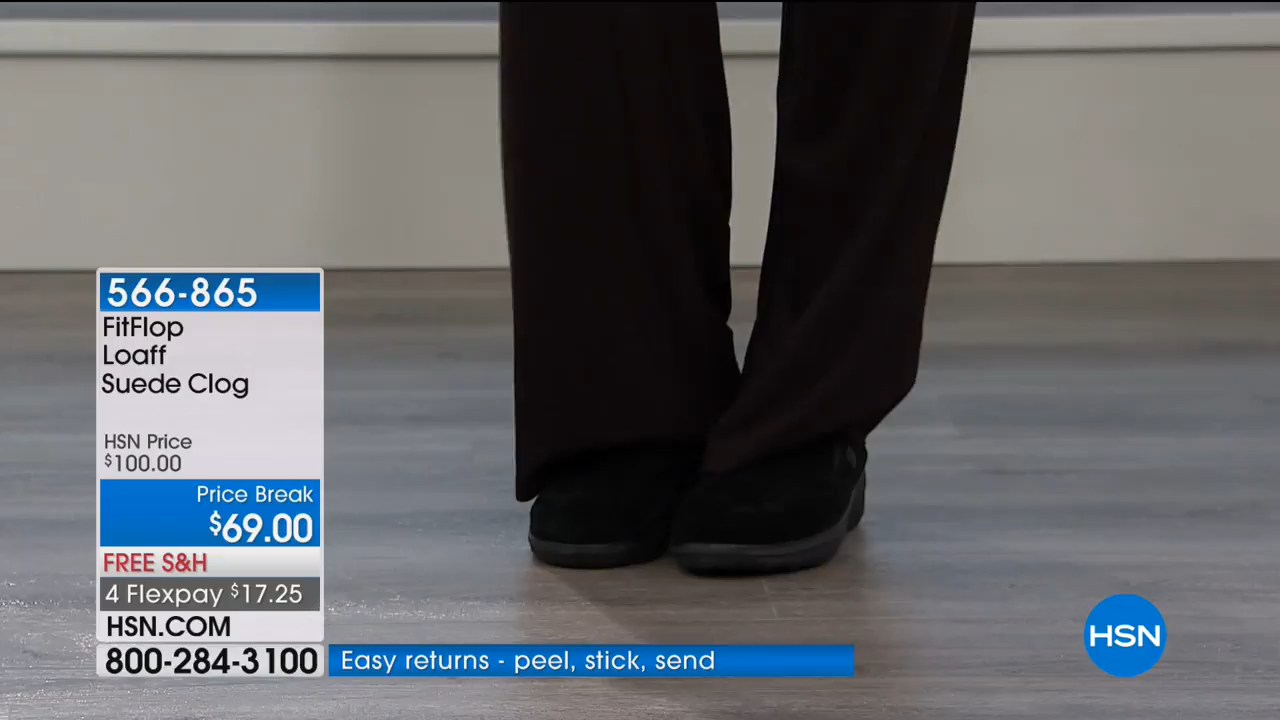 566-865
FitFlop
Loaff
Suede Clog
HSN Price
$100.00
Price Break
$69.00
FREE S&H
4 Flexpay $17.25
HSN.COM
800-284-3100
Easy returns - peel, stick, send
HSN